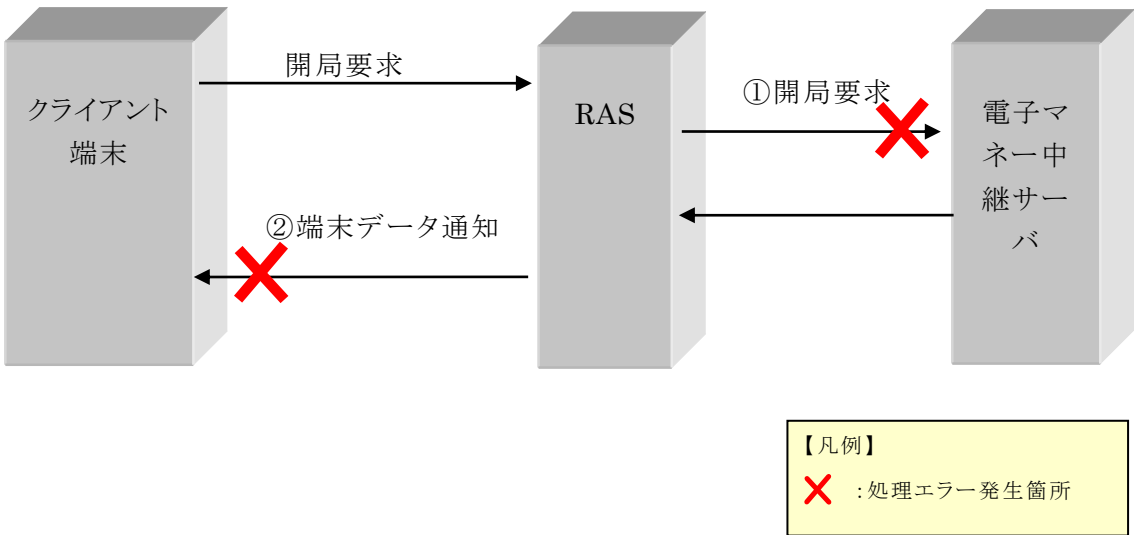 開局要求
①開局要求
クライアント
端末
RAS
電子マ
ネー中
継サー
バ
②端末データ通知
【凡例】
:処理エラー発生箇所